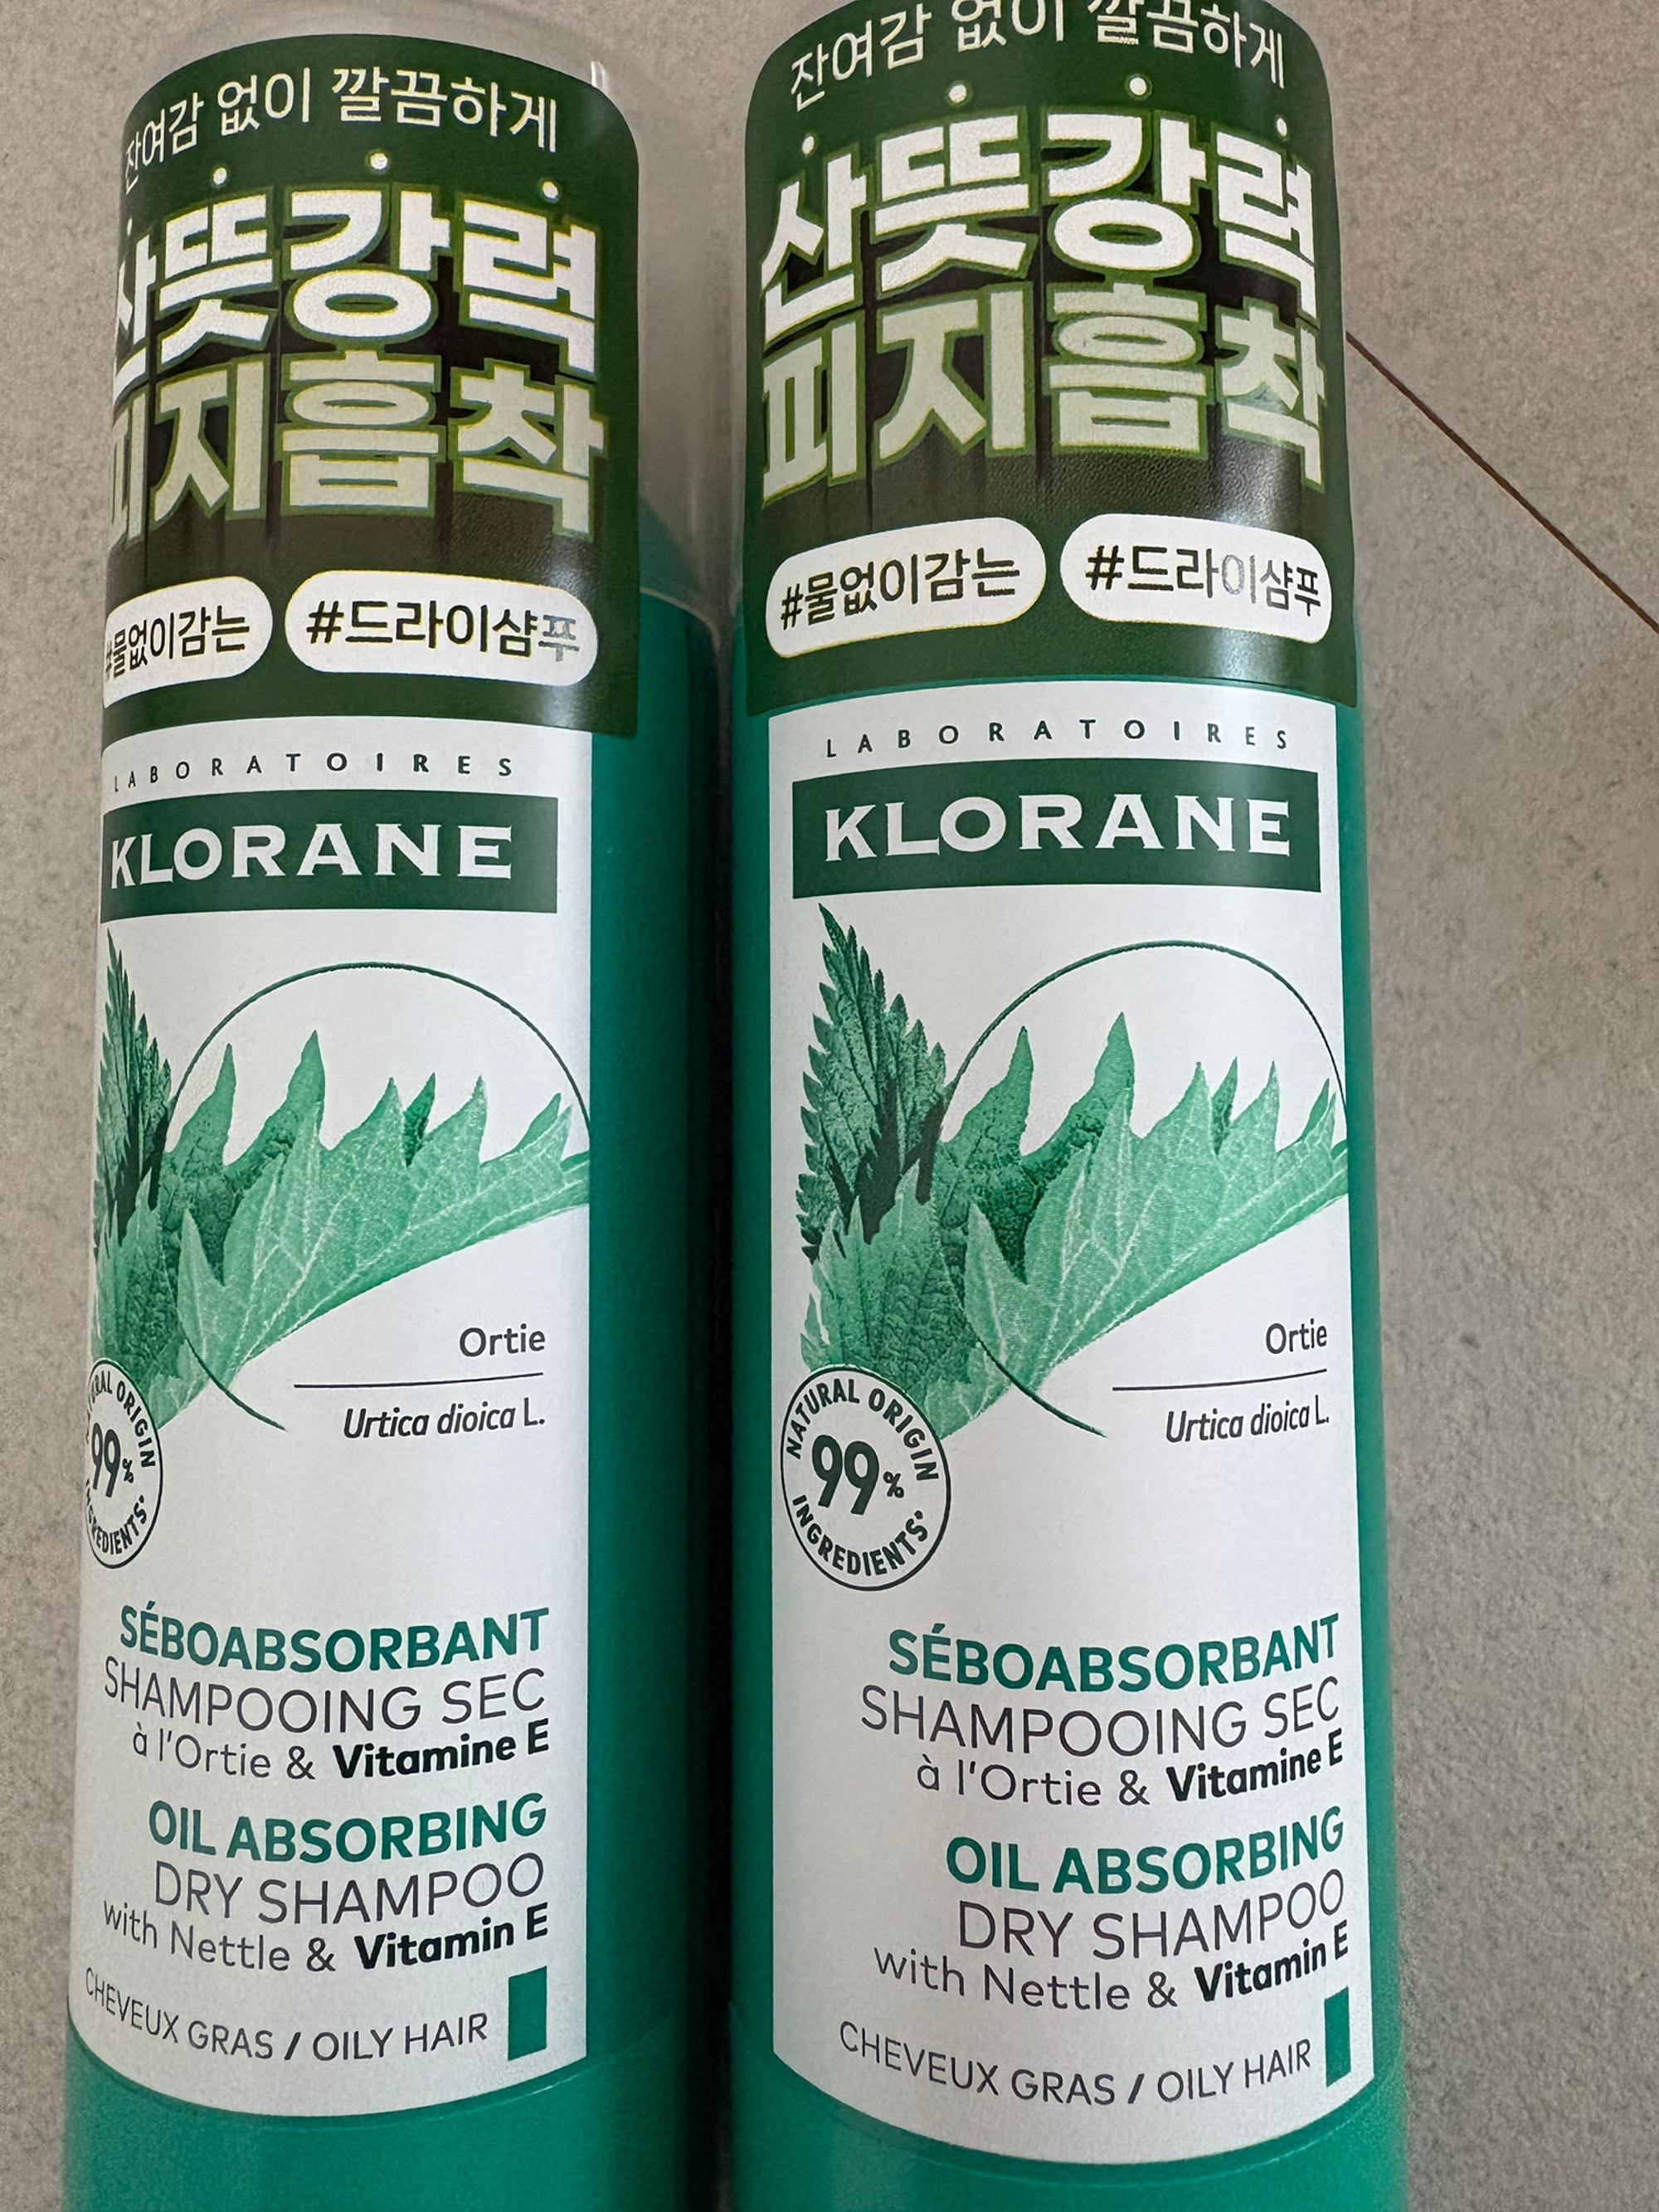 잔여감 없이 깔끔하게
산뜻강력
피지흡착
#물없이감는 #드라이샴푸
LABORATOIRES
KLORANE
Ortie
Urtica dioica L.
NATURAL ORIGIN
99%
INGREDIENTS*
SÉBOABSORBANT
SHAMPOOING SEC
à l'Ortie & Vitamine E
OIL ABSORBING
DRY SHAMPOO
with Nettle & Vitamin E
CHEVEUX GRAS / OILY HAIR
잔여감 없이 깔끔하게
산뜻강력
피지흡착
#물없이감는 #드라이샴푸
LABORATOIRES
KLORANE
Ortie
Urtica dioica L.
NATURAL ORIGIN
99%
INGREDIENTS*
SÉBOABSORBANT
SHAMPOOING SEC
à l'Ortie & Vitamine E
OIL ABSORBING
DRY SHAMPOO
with Nettle & Vitamin E
CHEVEUX GRAS / OILY HAIR